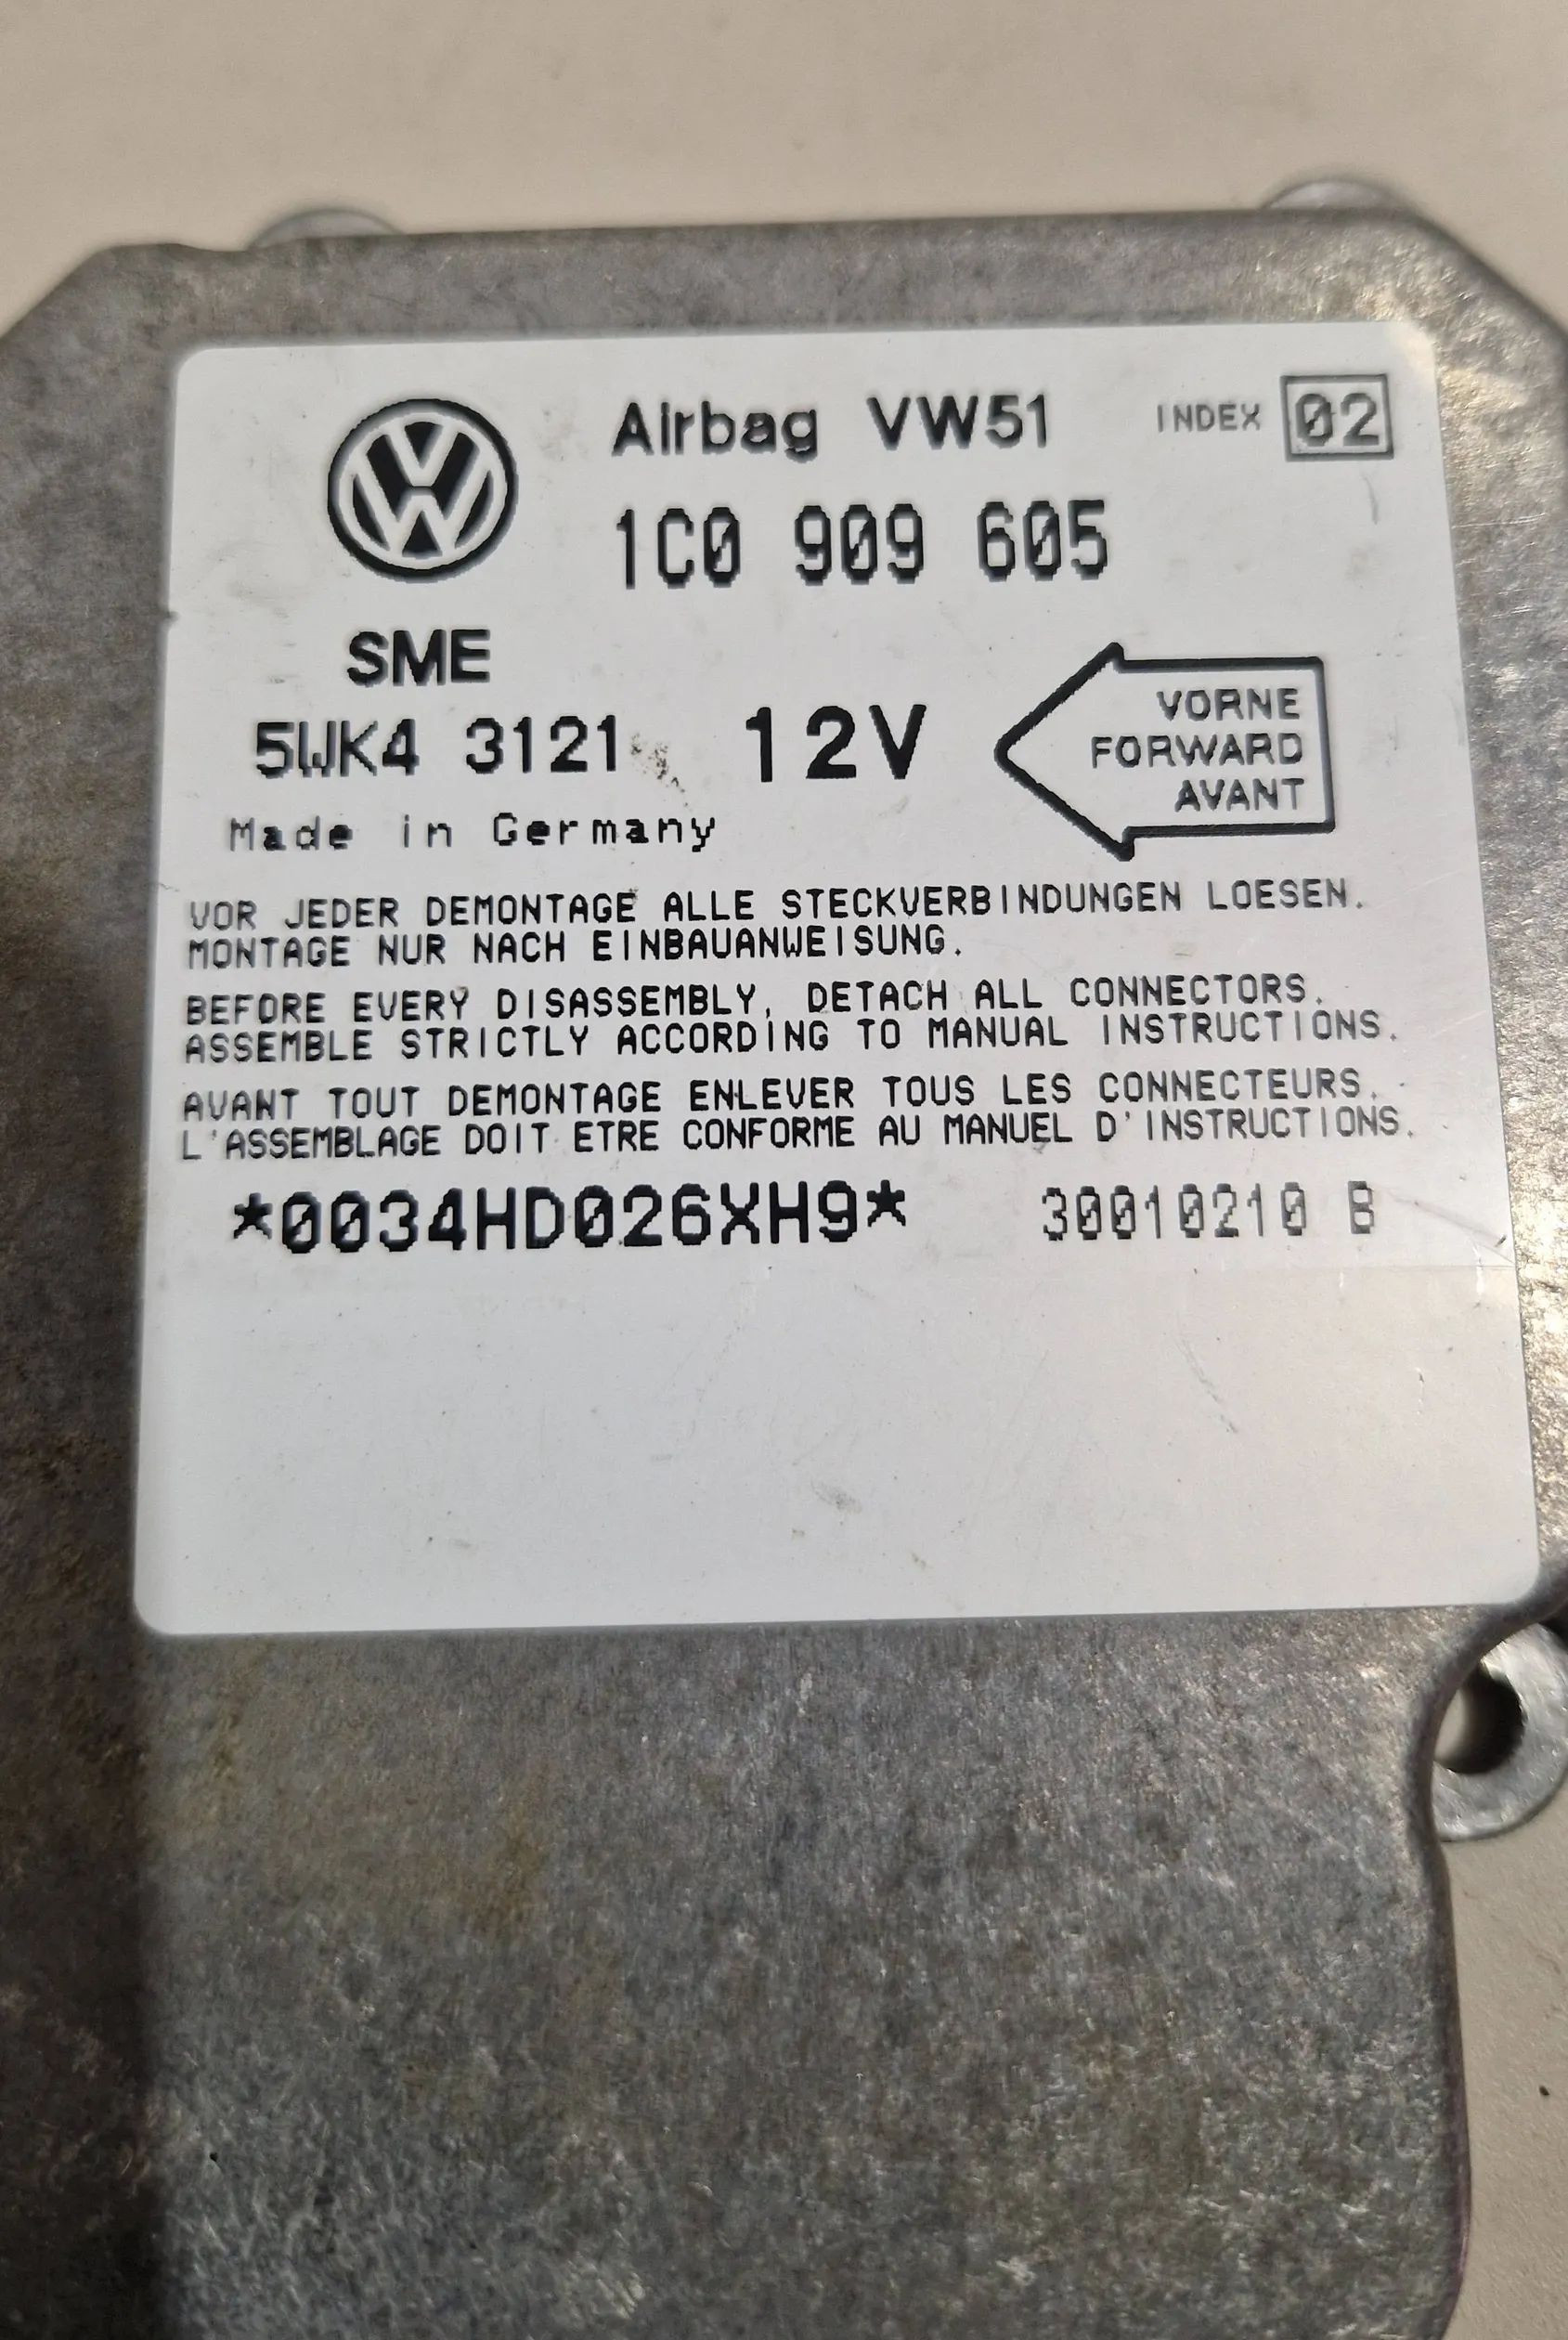 Airbag VW51 INDEX 02
1C0 909 605
SME
5WK4 3121 12V
VORNE
FORWARD
AVANT
Made in Germany
VOR JEDER DEMONTAGE ALLE STECKVERBINDUNGEN LOESEN.
MONTAGE NUR NACH EINBAUANWEISUNG.
BEFORE EVERY DISASSEMBLY, DETACH ALL CONNECTORS.
ASSEMBLE STRICTLY ACCORDING TO MANUAL INSTRUCTIONS.
AVANT TOUT DEMONTAGE ENLEVER TOUS LES CONNECTEURS.
L'ASSEMBLAGE DOIT ETRE CONFORME AU MANUEL D'INSTRUCTIONS.
*0034HD026XH9* 30010210 B